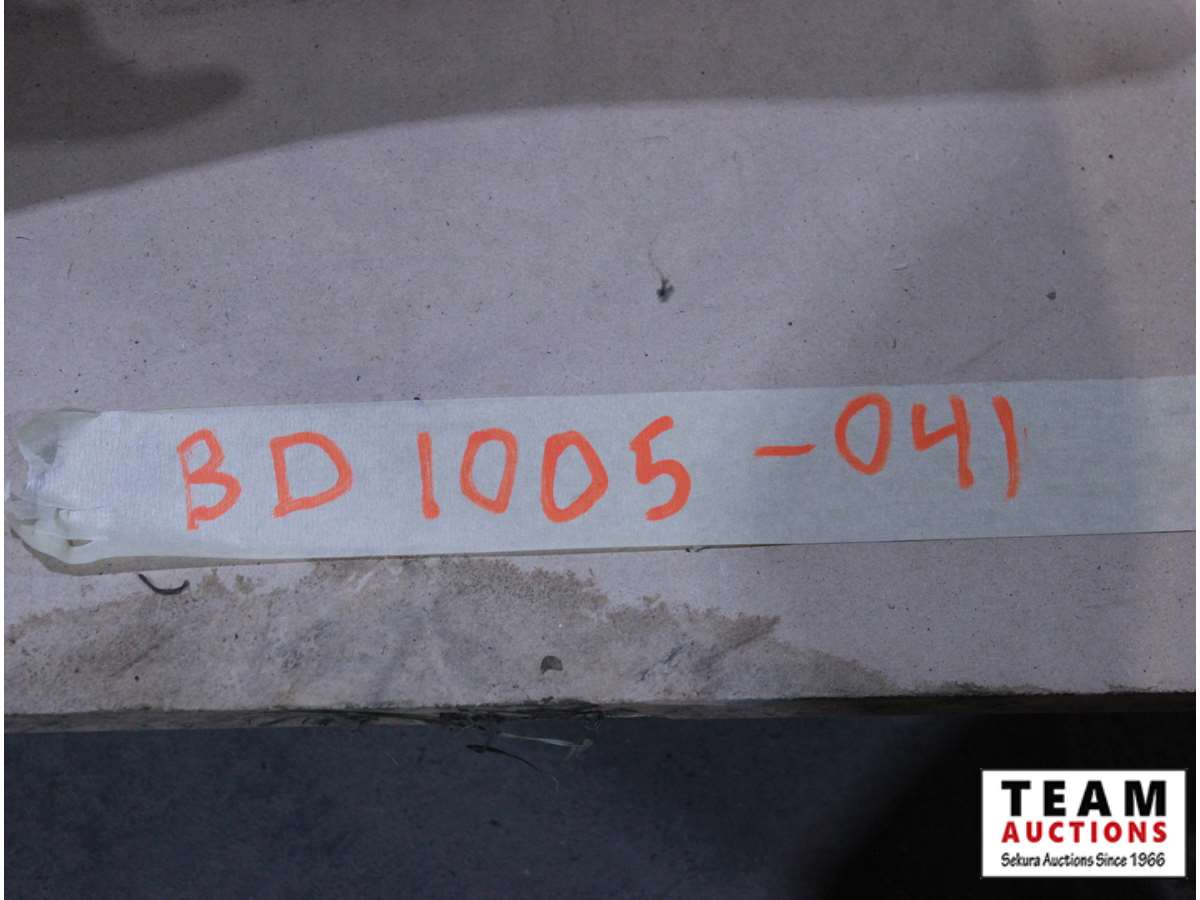 BD 1005-041
TEAM
AUCTIONS
Sekura Auctions Since 1966